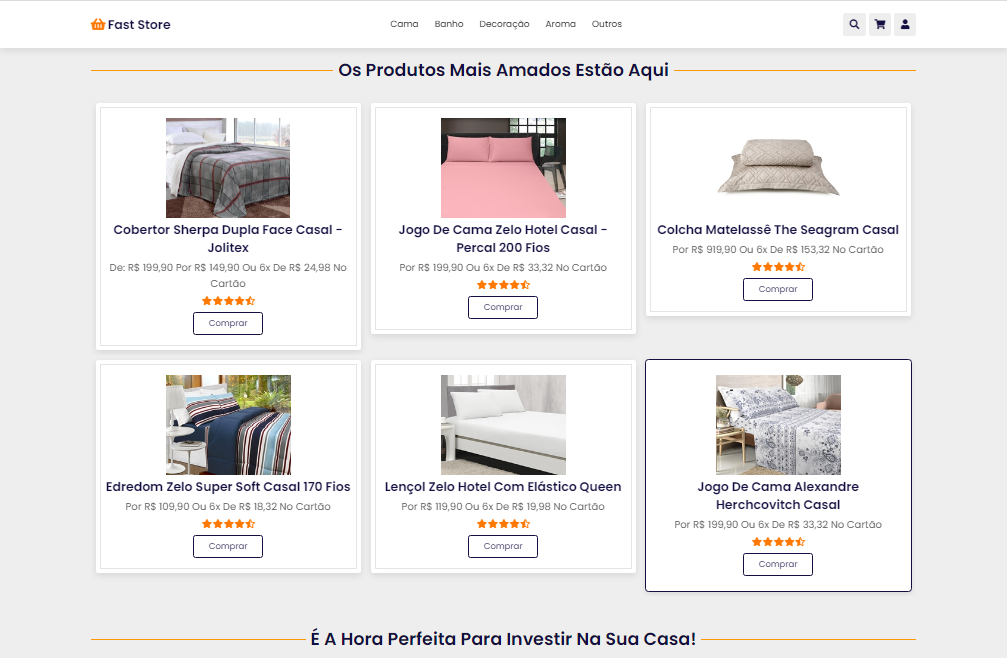 Fast Store
Cama Banho Decoração Aroma Outros
Os Produtos Mais Amados Estão Aqui
Cobertor Sherpa Dupla Face Casal -
Jolitex
De: R$ 199,90 Por R$ 149,90 Ou 6x De R$ 24,98 No
Cartão
Comprar
Jogo De Cama Zelo Hotel Casal -
Percal 200 Fios
Por R$ 199,90 Ou 6x De R$ 33,32 No Cartão
Comprar
Colcha Matelassê The Seagram Casal
Por R$ 919,90 Ou 6x De R$ 153,32 No Cartão
Comprar
Edredom Zelo Super Soft Casal 170 Fios
Por R$ 109,90 Ou 6x De R$ 18,32 No Cartão
Comprar
Lençol Zelo Hotel Com Elástico Queen
Por R$ 119,90 Ou 6x De R$ 19,98 No Cartão
Comprar
Jogo De Cama Alexandre
Herchcovitch Casal
Por R$ 199,90 Ou 6x De R$ 33,32 No Cartão
Comprar
É A Hora Perfeita Para Investir Na Sua Casa!